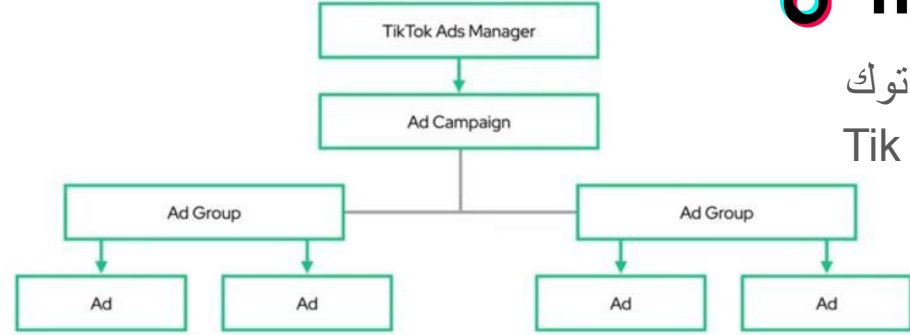 TikTok Ads Manager
توك
Ad Campaign
Tik
Ad Group
Ad Group
Ad
Ad
Ad
Ad